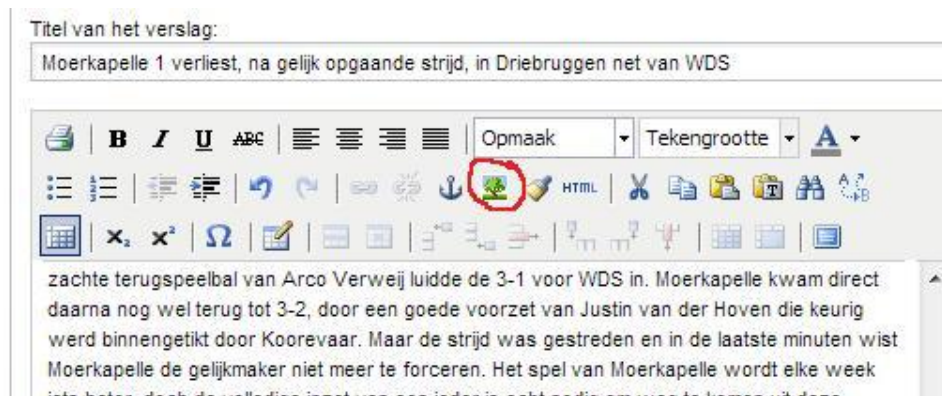 Titel van het verslag:
Moerkapelle 1 verliest, na gelijk opgaande strijd, in Driebruggen net van WDS
B I U ABC Opmaak Tekengrootte A
HTML A B
x₂ x² Ω
zachte terugspeelbal van Arco Verweij luidde de 3-1 voor WDS in. Moerkapelle kwam direct
daarna nog wel terug tot 3-2, door een goede voorzet van Justin van der Hoven die keurig
werd binnengetikt door Koorevaar. Maar de strijd was gestreden en in de laatste minuten wist
Moerkapelle de gelijkmaker niet meer te forceren. Het spel van Moerkapelle wordt elke week